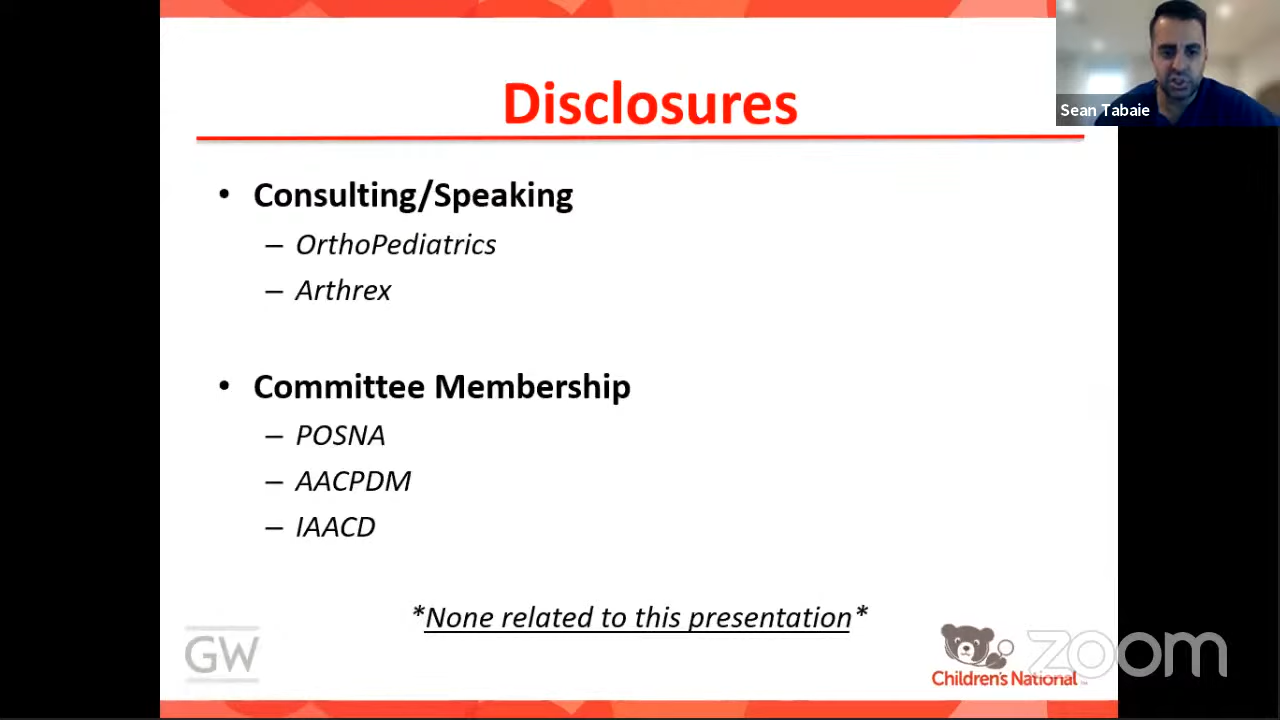 Disclosures
Sean Tabaie
• Consulting/Speaking
– OrthoPediatrics
– Arthrex
• Committee Membership
– POSNA
– AACPDM
– IAACD
*None related to this presentation*
GW
Children's National™
zoom